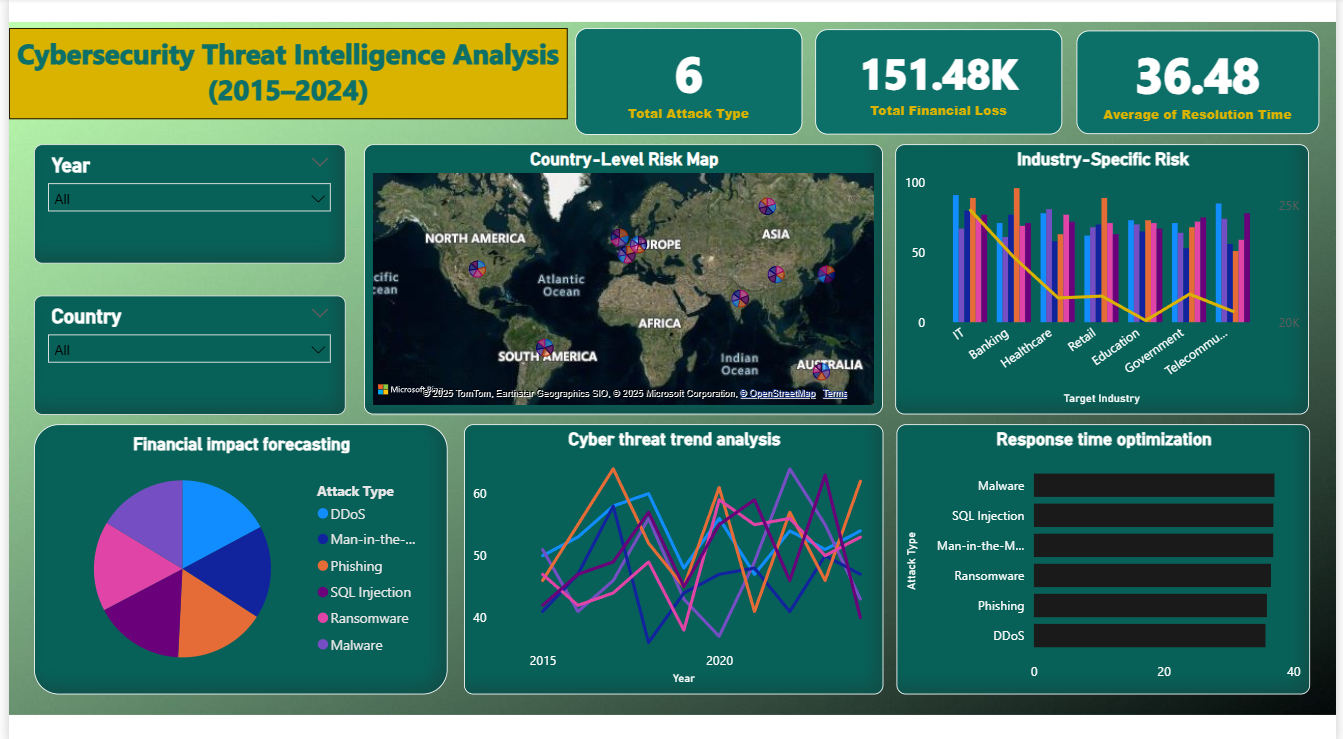 Cybersecurity Threat Intelligence Analysis
(2015–2024)
6
Total Attack Type
151.48K
Total Financial Loss
36.48
Average of Resolution Time
Year
All
Country
All
Country-Level Risk Map
NORTH AMERICA
Atlantic
Ocean
UROPE
ASIA
cific
ean
AFRICA
SOUTH AMERICA
Indian
Ocean
AUSTRALIA
Microsoft Bing
© 2025 TomTom, Earthstar Geographics SIO, © 2025 Microsoft Corporation, © OpenStreetMap Terms
Industry-Specific Risk
100
50
0
25K
20K
IT
Banking
Healthcare
Retail
Education
Government
Telecommu...
Target Industry
Financial impact forecasting
Attack Type
DDoS
Man-in-the-...
Phishing
SQL Injection
Ransomware
Malware
Cyber threat trend analysis
60
50
40
2015
2020
Year
Response time optimization
Attack Type
Malware
SQL Injection
Man-in-the-M...
Ransomware
Phishing
DDoS
0
20
40